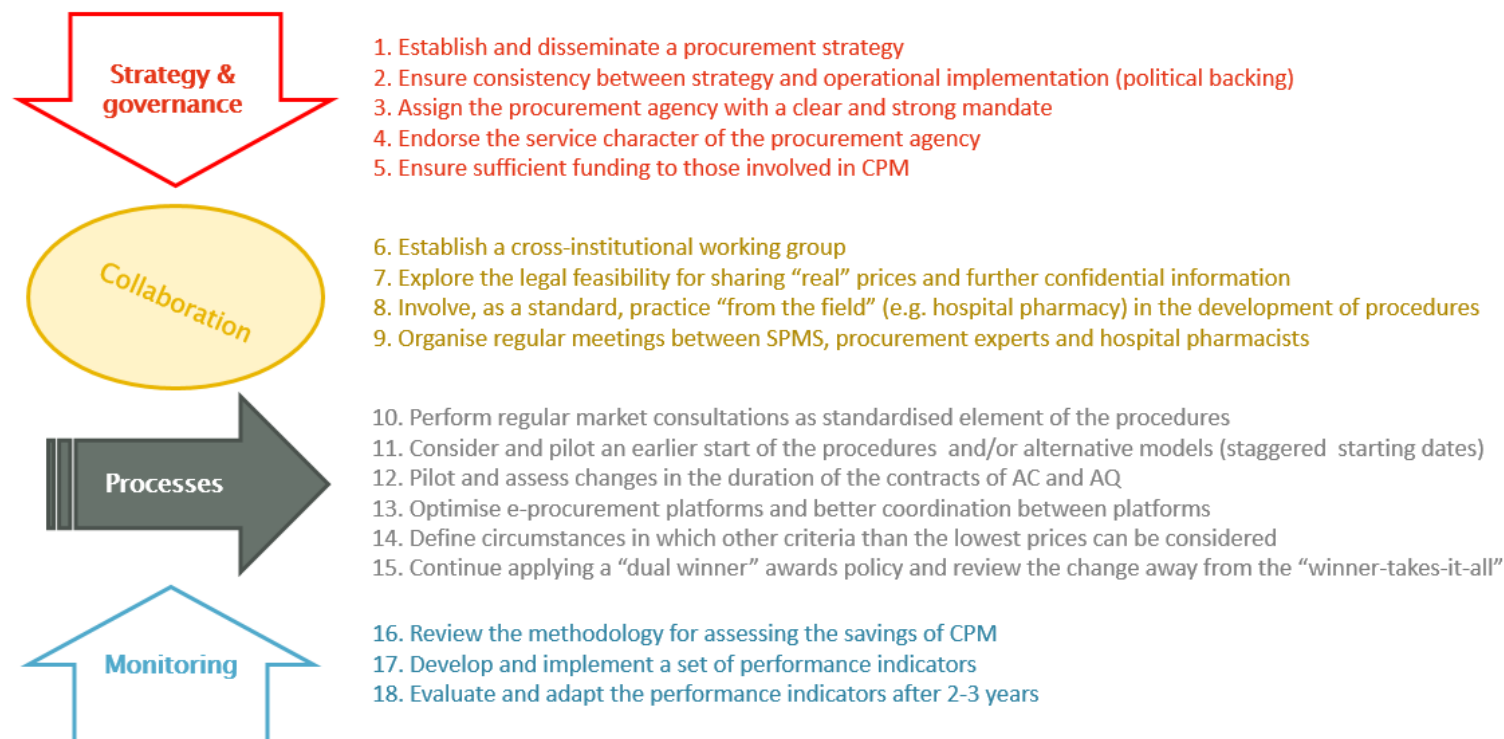 Strategy &
governance
1. Establish and disseminate a procurement strategy
2. Ensure consistency between strategy and operational implementation (political backing)
3. Assign the procurement agency with a clear and strong mandate
4. Endorse the service character of the procurement agency
5. Ensure sufficient funding to those involved in CPM
Collaboration
6. Establish a cross-institutional working group
7. Explore the legal feasibility for sharing “real” prices and further confidential information
8. Involve, as a standard, practice “from the field” (e.g. hospital pharmacy) in the development of procedures
9. Organise regular meetings between SPMS, procurement experts and hospital pharmacists
Processes
10. Perform regular market consultations as standardised element of the procedures
11. Consider and pilot an earlier start of the procedures and/or alternative models (staggered starting dates)
12. Pilot and assess changes in the duration of the contracts of AC and AQ
13. Optimise e-procurement platforms and better coordination between platforms
14. Define circumstances in which other criteria than the lowest prices can be considered
15. Continue applying a “dual winner” awards policy and review the change away from the “winner-takes-it-all”
Monitoring
16. Review the methodology for assessing the savings of CPM
17. Develop and implement a set of performance indicators
18. Evaluate and adapt the performance indicators after 2-3 years